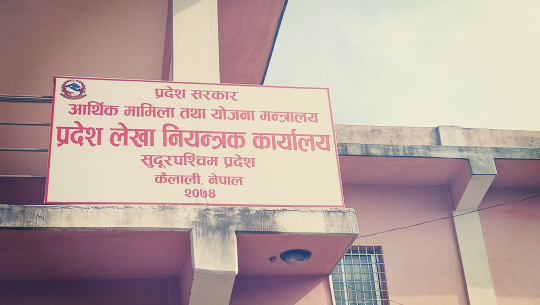 प्रदेश सरकार
आर्थिक मामिला तथा योजना मन्त्रालय
प्रदेश लेखा नियन्त्रक कार्यालय
सुदूरपश्चिम प्रदेश
कैलाली, नेपाल
२०७४